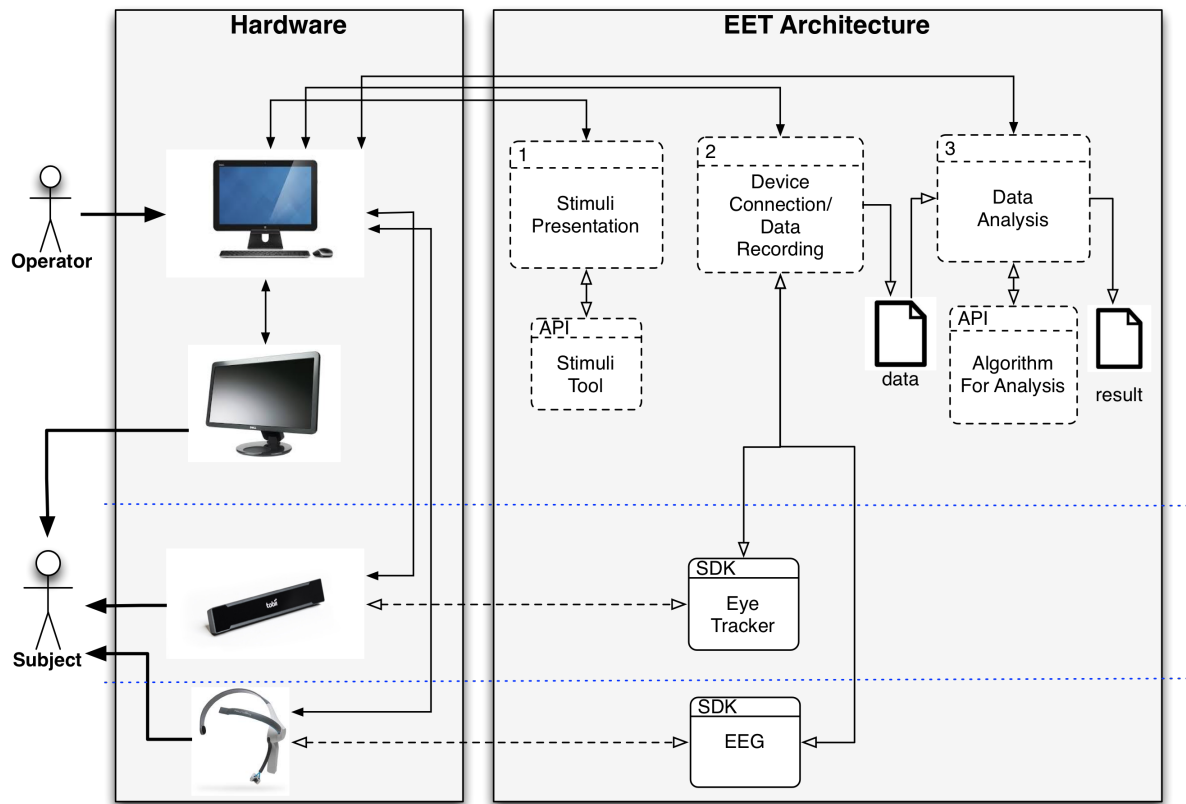 Hardware
EET Architecture
Operator
1
Stimuli
Presentation
2
Device
Connection/
Data
Recording
3
Data
Analysis
API
Stimuli
Tool
data
API
Algorithm
For Analysis
result
tobii
Subject
SDK
Eye
Tracker
SDK
EEG